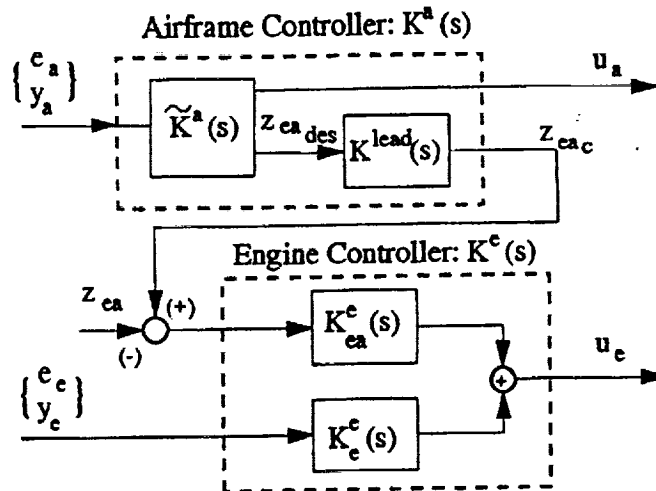 Airframe Controller: K^a(s)
{e_a y_a}
u_a
K̃^a(s)
z_ea_des
K^lead(s)
z_ea_c
Engine Controller: K^e(s)
z_ea
(+)
(-)
K^e_ea(s)
u_e
+
{e_e y_e}
K^e_e(s)